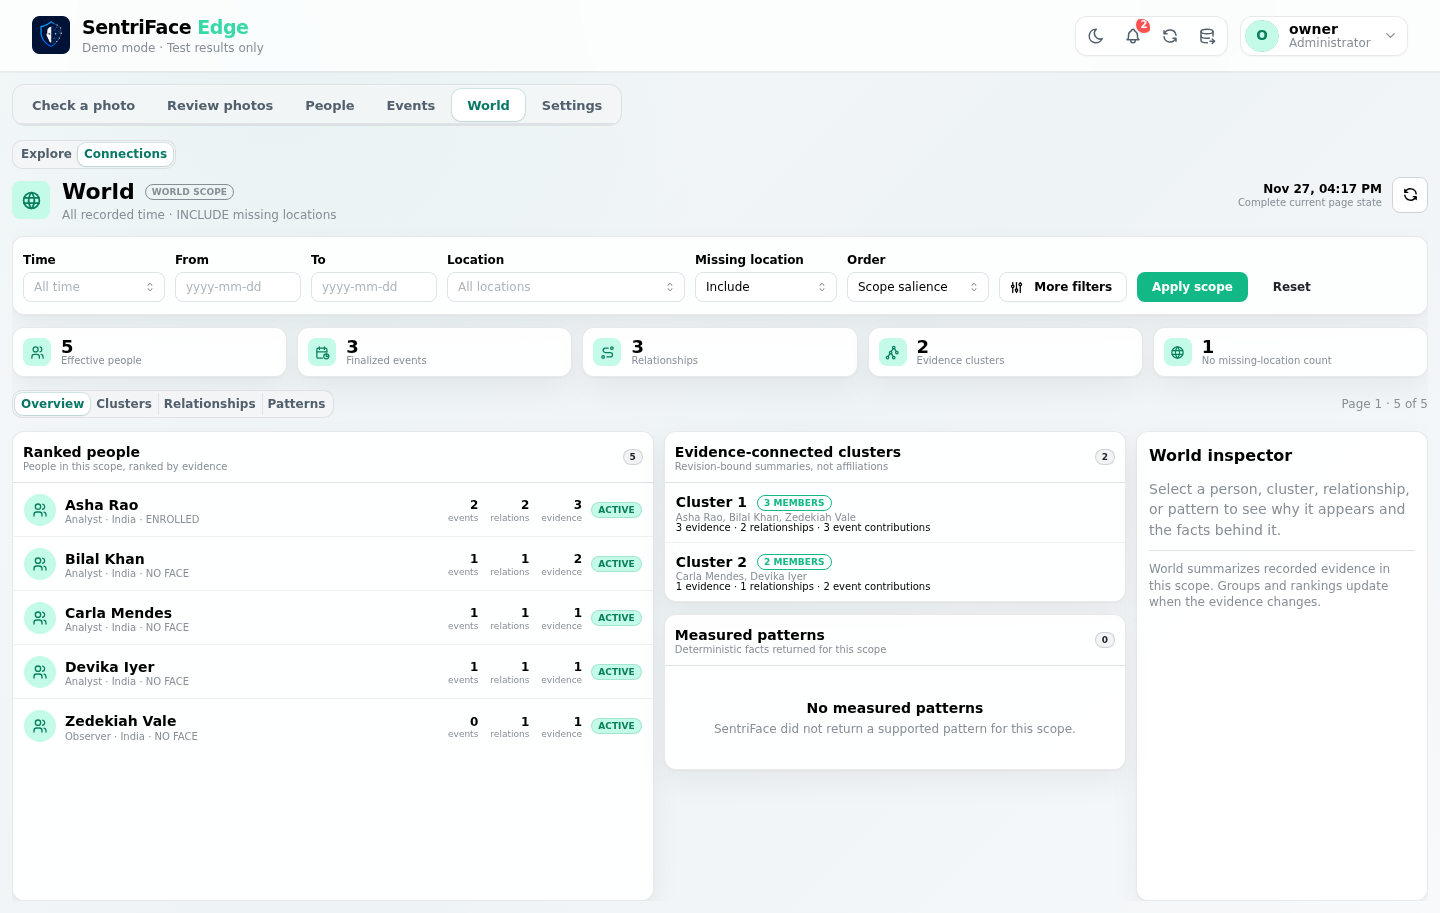 SentriFace Edge
Demo mode · Test results only
2
O
owner
Administrator
Check a photo
Review photos
People
Events
World
Settings
Explore
Connections
World
WORLD SCOPE
All recorded time · INCLUDE missing locations
Nov 27, 04:17 PM
Complete current page state
Time
From
To
Location
Missing location
Order
All time
yyyy-mm-dd
yyyy-mm-dd
All locations
Include
Scope salience
More filters
Apply scope
Reset
5
Effective people
3
Finalized events
3
Relationships
2
Evidence clusters
1
No missing-location count
Overview
Clusters
Relationships
Patterns
Page 1 · 5 of 5
Ranked people
People in this scope, ranked by evidence
5
Asha Rao
Analyst · India · ENROLLED
2 events
2 relations
3 evidence
ACTIVE
Bilal Khan
Analyst · India · NO FACE
1 events
1 relations
2 evidence
ACTIVE
Carla Mendes
Analyst · India · NO FACE
1 events
1 relations
1 evidence
ACTIVE
Devika Iyer
Analyst · India · NO FACE
1 events
1 relations
1 evidence
ACTIVE
Zedekiah Vale
Observer · India · NO FACE
0 events
1 relations
1 evidence
ACTIVE
Evidence-connected clusters
Revision-bound summaries, not affiliations
2
Cluster 1
3 MEMBERS
Asha Rao, Bilal Khan, Zedekiah Vale
3 evidence · 2 relationships · 3 event contributions
Cluster 2
2 MEMBERS
Carla Mendes, Devika Iyer
1 evidence · 1 relationships · 2 event contributions
Measured patterns
Deterministic facts returned for this scope
0
No measured patterns
SentriFace did not return a supported pattern for this scope.
World inspector
Select a person, cluster, relationship,
or pattern to see why it appears and
the facts behind it.
World summarizes recorded evidence in
this scope. Groups and rankings update
when the evidence changes.